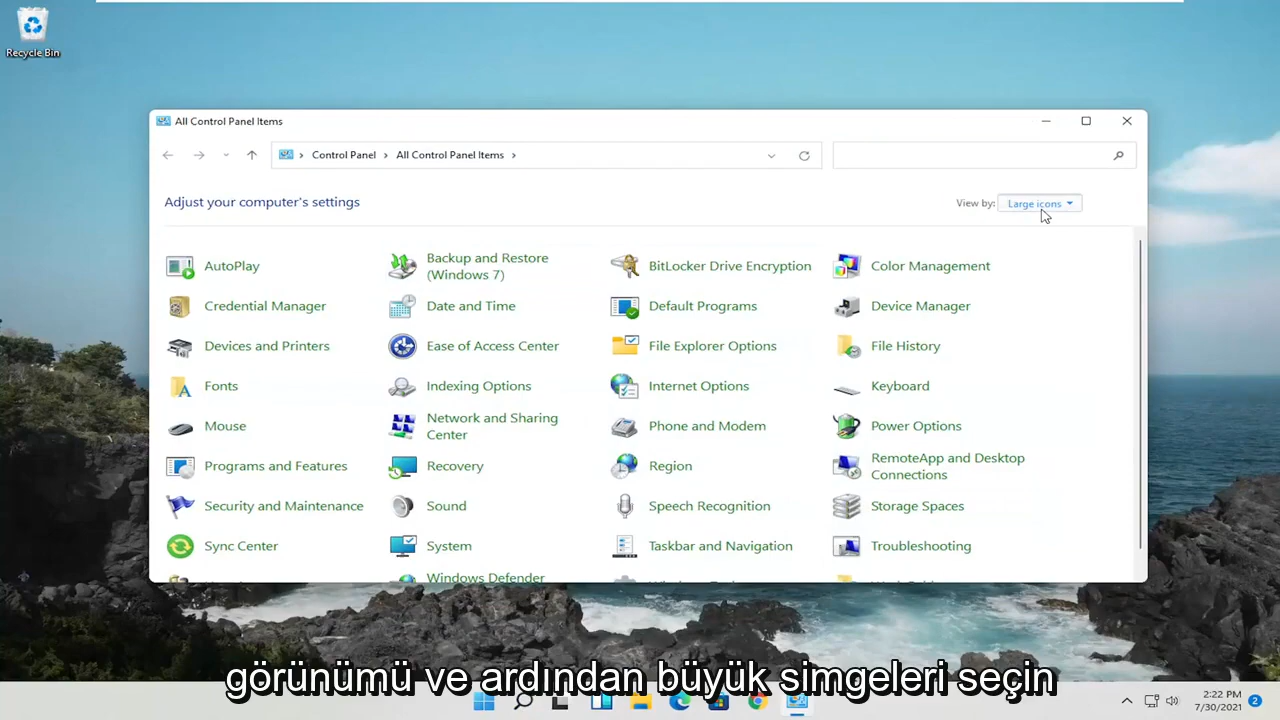 Recycle Bin
All Control Panel Items
Control Panel > All Control Panel Items >
Adjust your computer's settings
View by: Large icons
AutoPlay
Backup and Restore (Windows 7)
BitLocker Drive Encryption
Color Management
Credential Manager
Date and Time
Default Programs
Device Manager
Devices and Printers
Ease of Access Center
File Explorer Options
File History
Fonts
Indexing Options
Internet Options
Keyboard
Mouse
Network and Sharing Center
Phone and Modem
Power Options
Programs and Features
Recovery
Region
RemoteApp and Desktop Connections
Security and Maintenance
Sound
Speech Recognition
Storage Spaces
Sync Center
System
Taskbar and Navigation
Troubleshooting
Windows Defender
görünümü ve ardından büyük simgeleri seçin
2:22 PM
7/30/2021
2